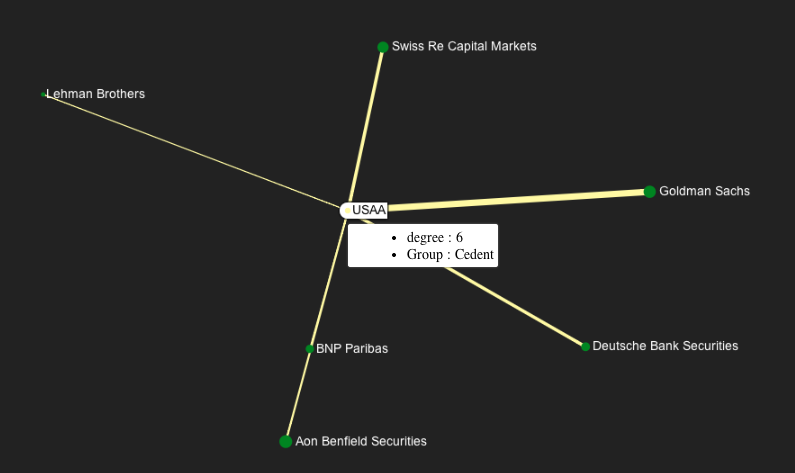 Swiss Re Capital Markets
Lehman Brothers
Goldman Sachs
USAA
• degree : 6
• Group : Cedent
Deutsche Bank Securities
BNP Paribas
Aon Benfield Securities